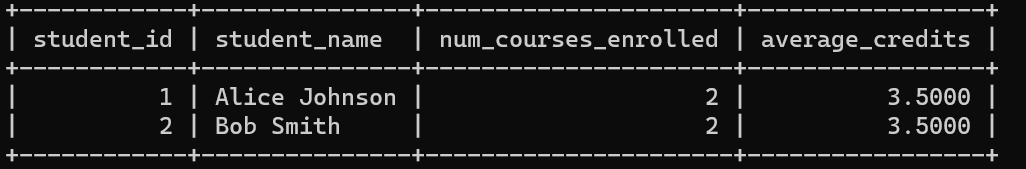 +------------+---------------+----------------------+-----------------+
| student_id | student_name  | num_courses_enrolled | average_credits |
+------------+---------------+----------------------+-----------------+
|          1 | Alice Johnson |                    2 |          3.5000 |
|          2 | Bob Smith     |                    2 |          3.5000 |
+------------+---------------+----------------------+-----------------+